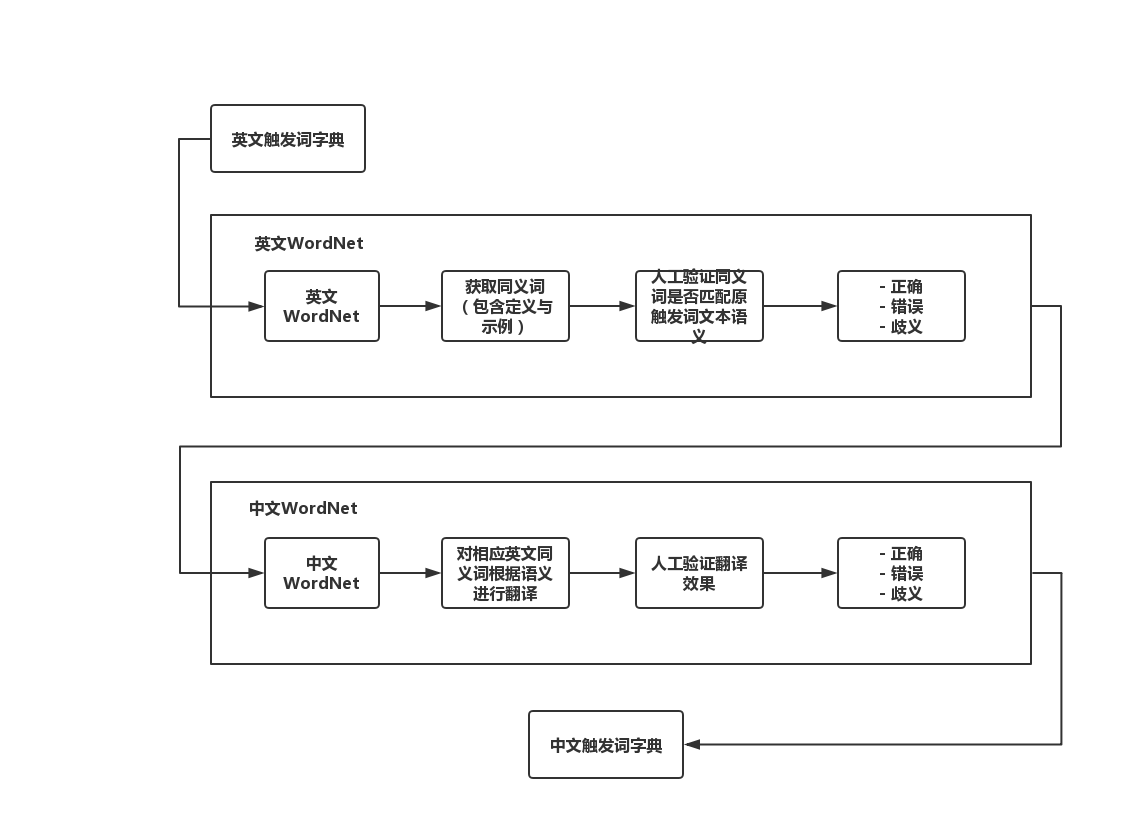 英文触发词字典
英文WordNet
英文
WordNet
获取同义词
（包含定义与
示例）
人工验证同义
词是否匹配原
触发词文本语
义
- 正确
- 错误
- 歧义
中文WordNet
中文
WordNet
对相应英文同
义词根据语义
进行翻译
人工验证翻译
效果
- 正确
- 错误
- 歧义
中文触发词字典